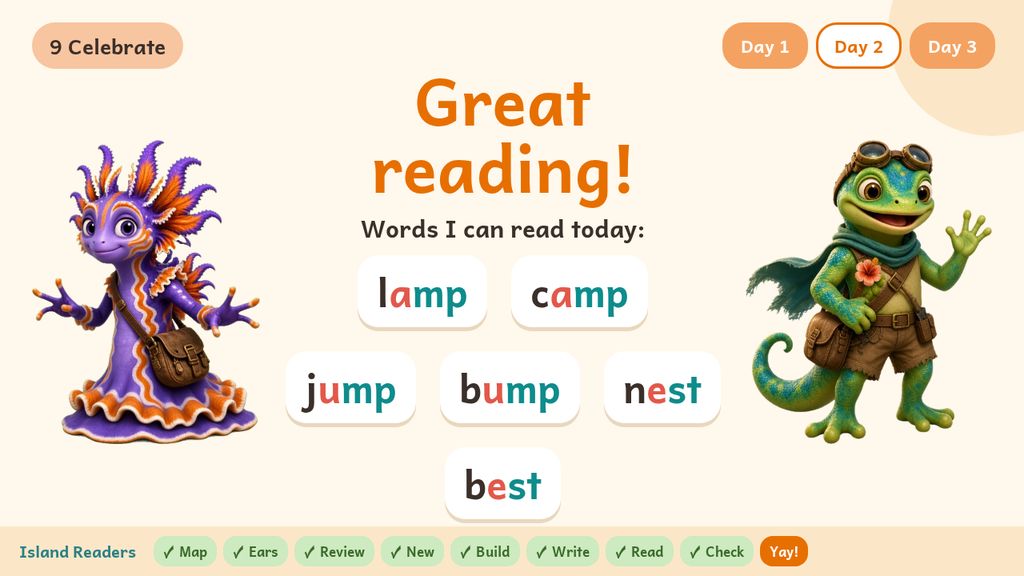 9 Celebrate
Day 1 Day 2 Day 3
Great
reading!
Words I can read today:
lamp camp
jump bump nest
best
Island Readers ✓ Map ✓ Ears ✓ Review ✓ New ✓ Build ✓ Write ✓ Read ✓ Check Yay!